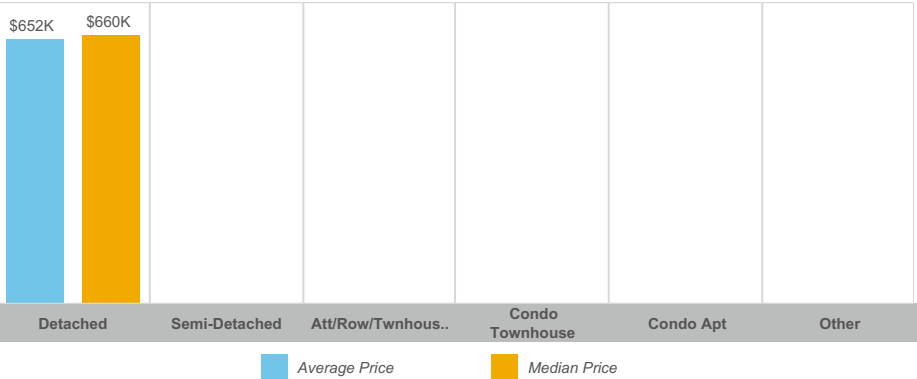 $652K
$660K
Detached
Semi-Detached
Att/Row/Twnhous..
Condo
Townhouse
Condo Apt
Other
Average Price
Median Price